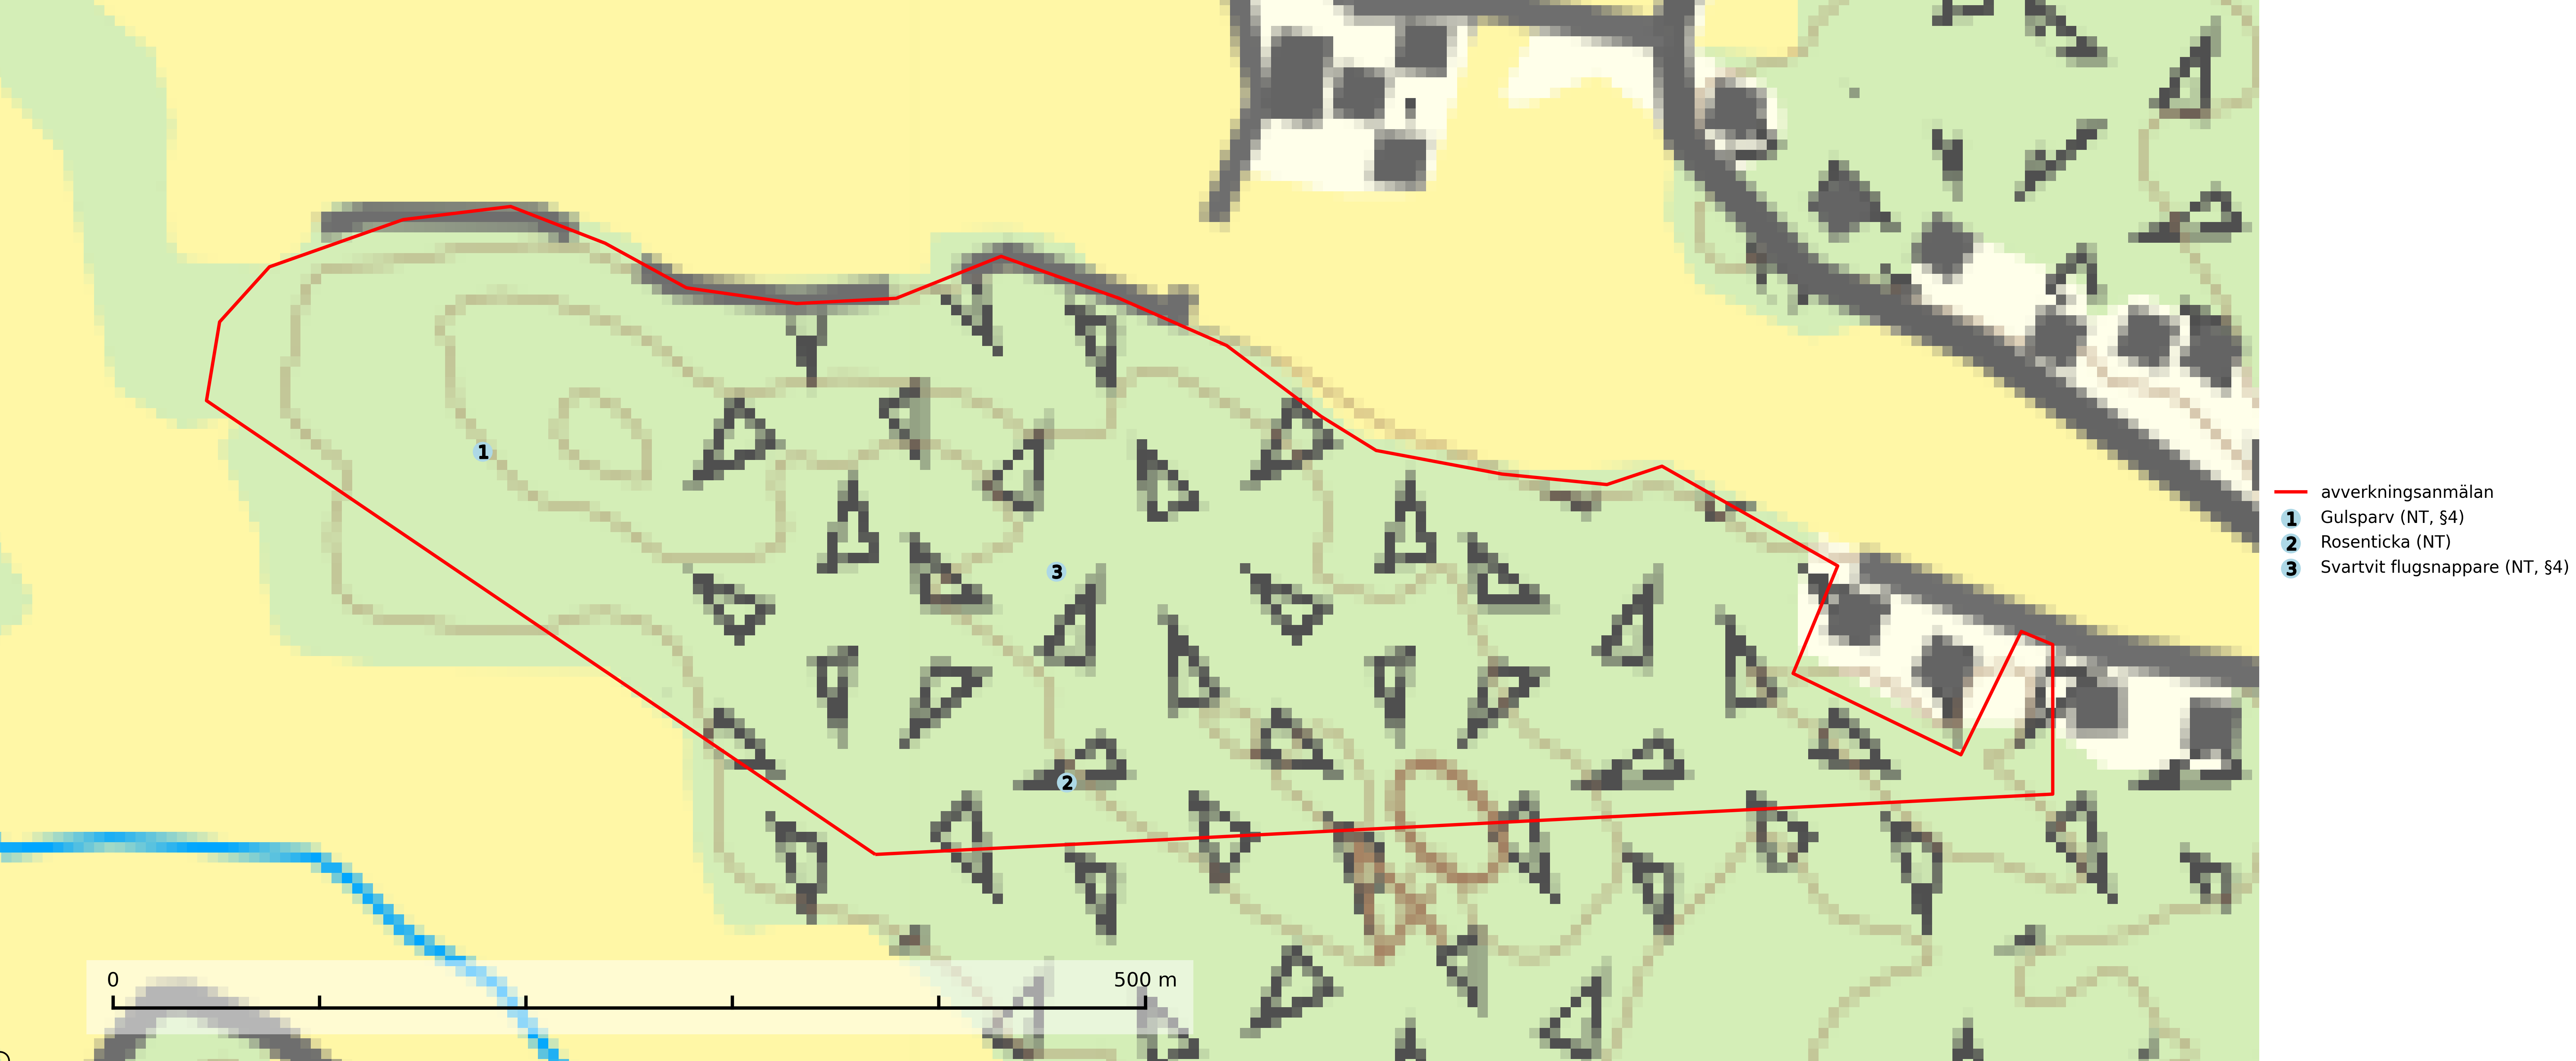 1
3
2
0 500 m
avverkningsanmälan
1 Gulsparv (NT, §4)
2 Rosenticka (NT)
3 Svartvit flugsnappare (NT, §4)